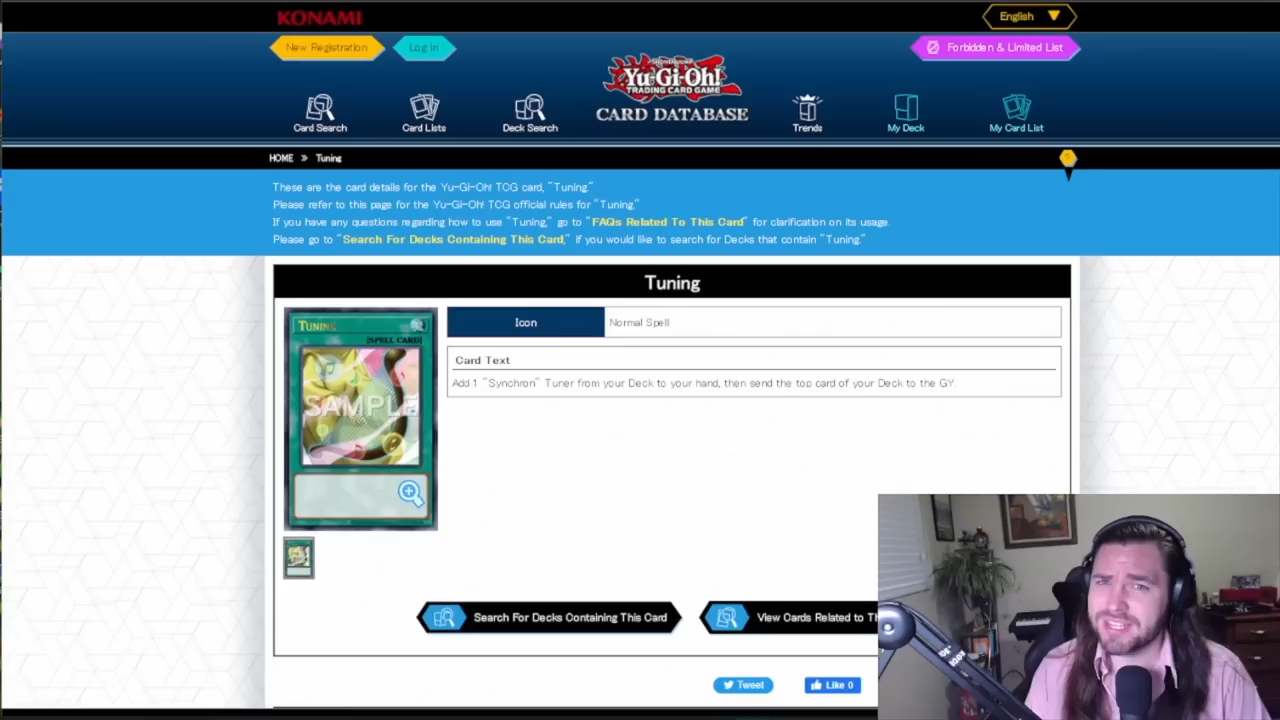 KONAMI
English
New Registration
Log in
Yu-Gi-Oh!
TRADING CARD GAME
CARD DATABASE
Forbidden & Limited List
Card Search
Card Lists
Deck Search
Trends
My Deck
My Card List
HOME » Tuning
These are the card details for the Yu-Gi-Oh! TCG card, "Tuning."
Please refer to this page for the Yu-Gi-Oh! TCG official rules for "Tuning."
If you have any questions regarding how to use "Tuning," go to "FAQs Related To This Card" for clarification on its usage.
Please go to "Search For Decks Containing This Card," if you would like to search for Decks that contain "Tuning."
Tuning
TUNING
[SPELL CARD]
SAMPLE
Icon
Normal Spell
Card Text
Add 1 "Synchron" Tuner from your Deck to your hand, then send the top card of your Deck to the GY.
Search For Decks Containing This Card
View Cards Related to Th
Tweet
Like 0